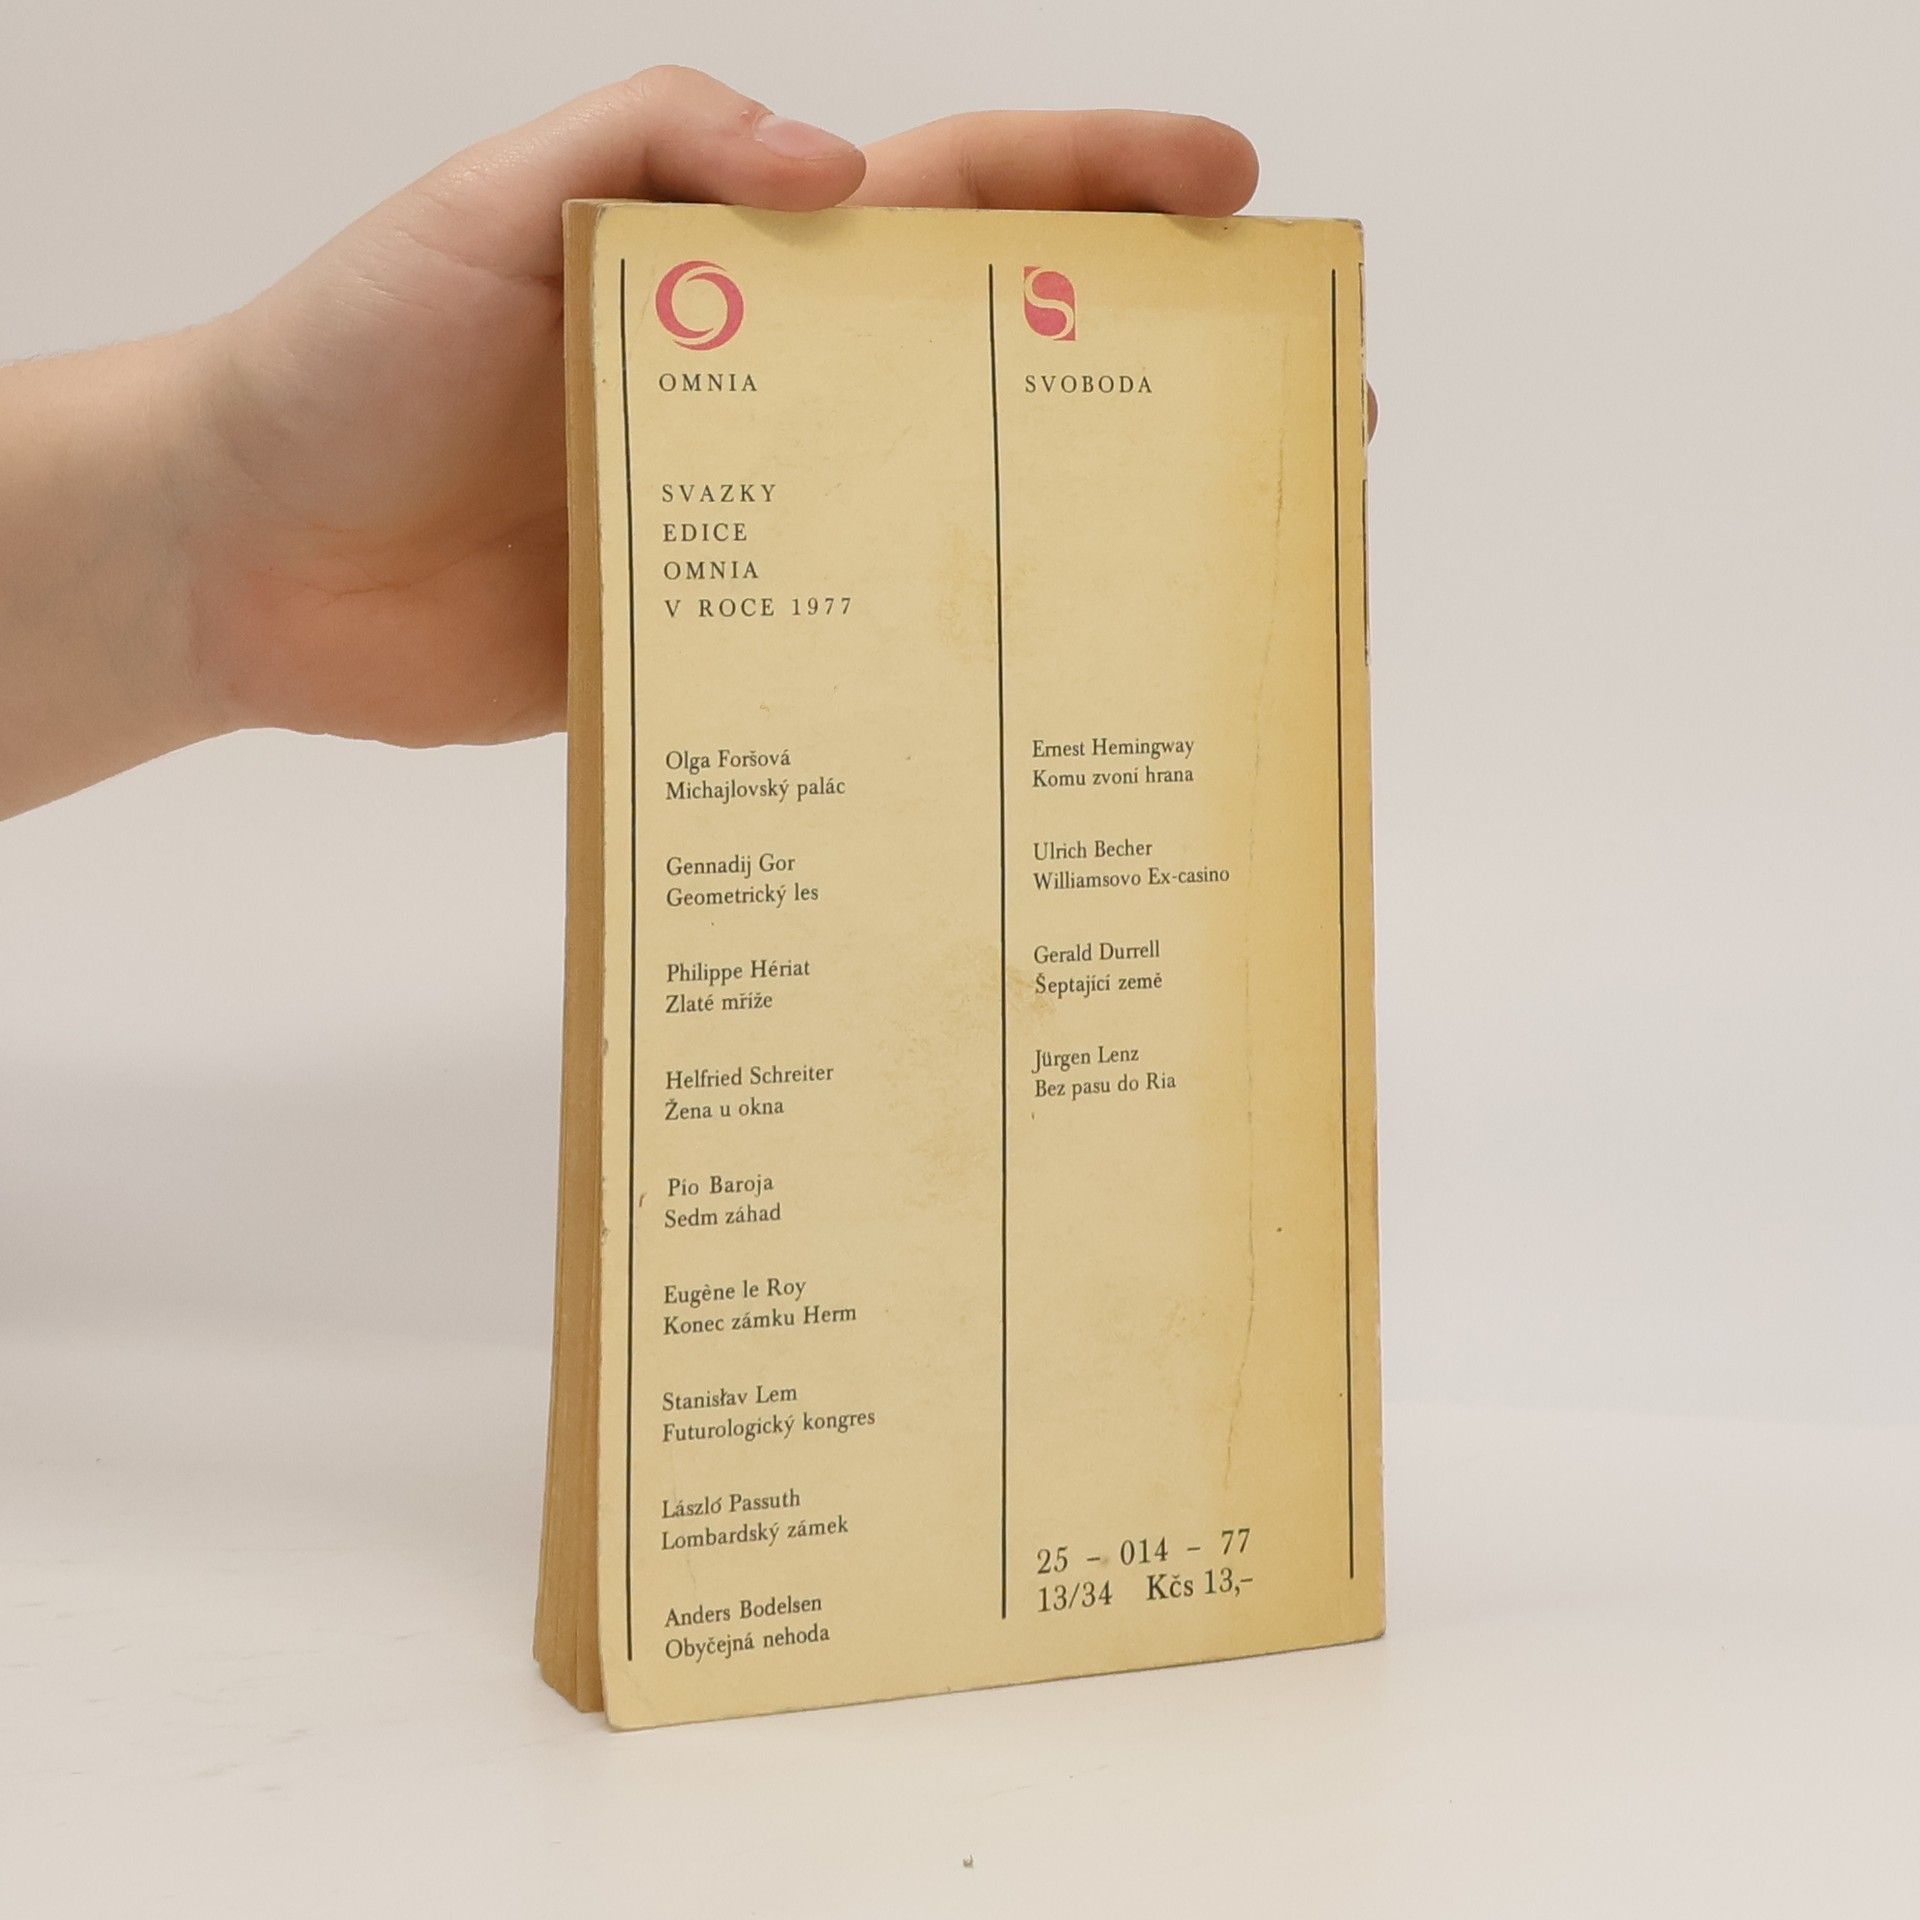 OMNIA
SVAZKY
EDICE
OMNIA
V ROCE 1977
Olga Foršová
Michajlovský palác
Gennadij Gor
Geometrický les
Philippe Hériat
Zlaté mříže
Helfried Schreiter
Žena u okna
Pío Baroja
Sedm záhad
Eugène le Roy
Konec zámku Herm
Stanisłav Lem
Futurologický kongres
László Passuth
Lombardský zámek
Anders Bodelsen
Obyčejná nehoda
SVOBODA
Ernest Hemingway
Komu zvoní hrana
Ulrich Becher
Williamsovo Ex-casino
Gerald Durrell
Šeptající země
Jürgen Lenz
Bez pasu do Ria
25 – 014 – 77
13/34 Kčs 13,–